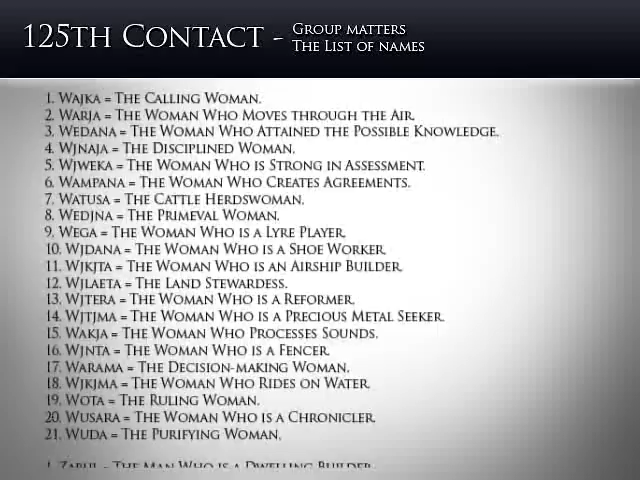 125th Contact - Group matters
The List of names
1. Wajka = The Calling Woman.
2. Warja = The Woman Who Moves through the Air.
3. Wedana = The Woman Who Attained the Possible Knowledge.
4. Wjnaja = The Disciplined Woman.
5. Wjweka = The Woman Who is Strong in Assessment.
6. Wampana = The Woman Who Creates Agreements.
7. Watusa = The Cattle Herdswoman.
8. Wedjna = The Primeval Woman.
9. Wega = The Woman Who is a Lyre Player.
10. Wjdana = The Woman Who is a Shoe Worker.
11. Wjkjta = The Woman Who is an Airship Builder.
12. Wjlaeta = The Land Stewardess.
13. Wjtera = The Woman Who is a Reformer.
14. Wjtjma = The Woman Who is a Precious Metal Seeker.
15. Wakja = The Woman Who Processes Sounds.
16. Wjnta = The Woman Who is a Fencer.
17. Warama = The Decision-making Woman.
18. Wjkjma = The Woman Who Rides on Water.
19. Wota = The Ruling Woman.
20. Wusara = The Woman Who is a Chronicler.
21. Wuda = The Purifying Woman.
1. Zabul = The Man Who is a Dwelling Builder.